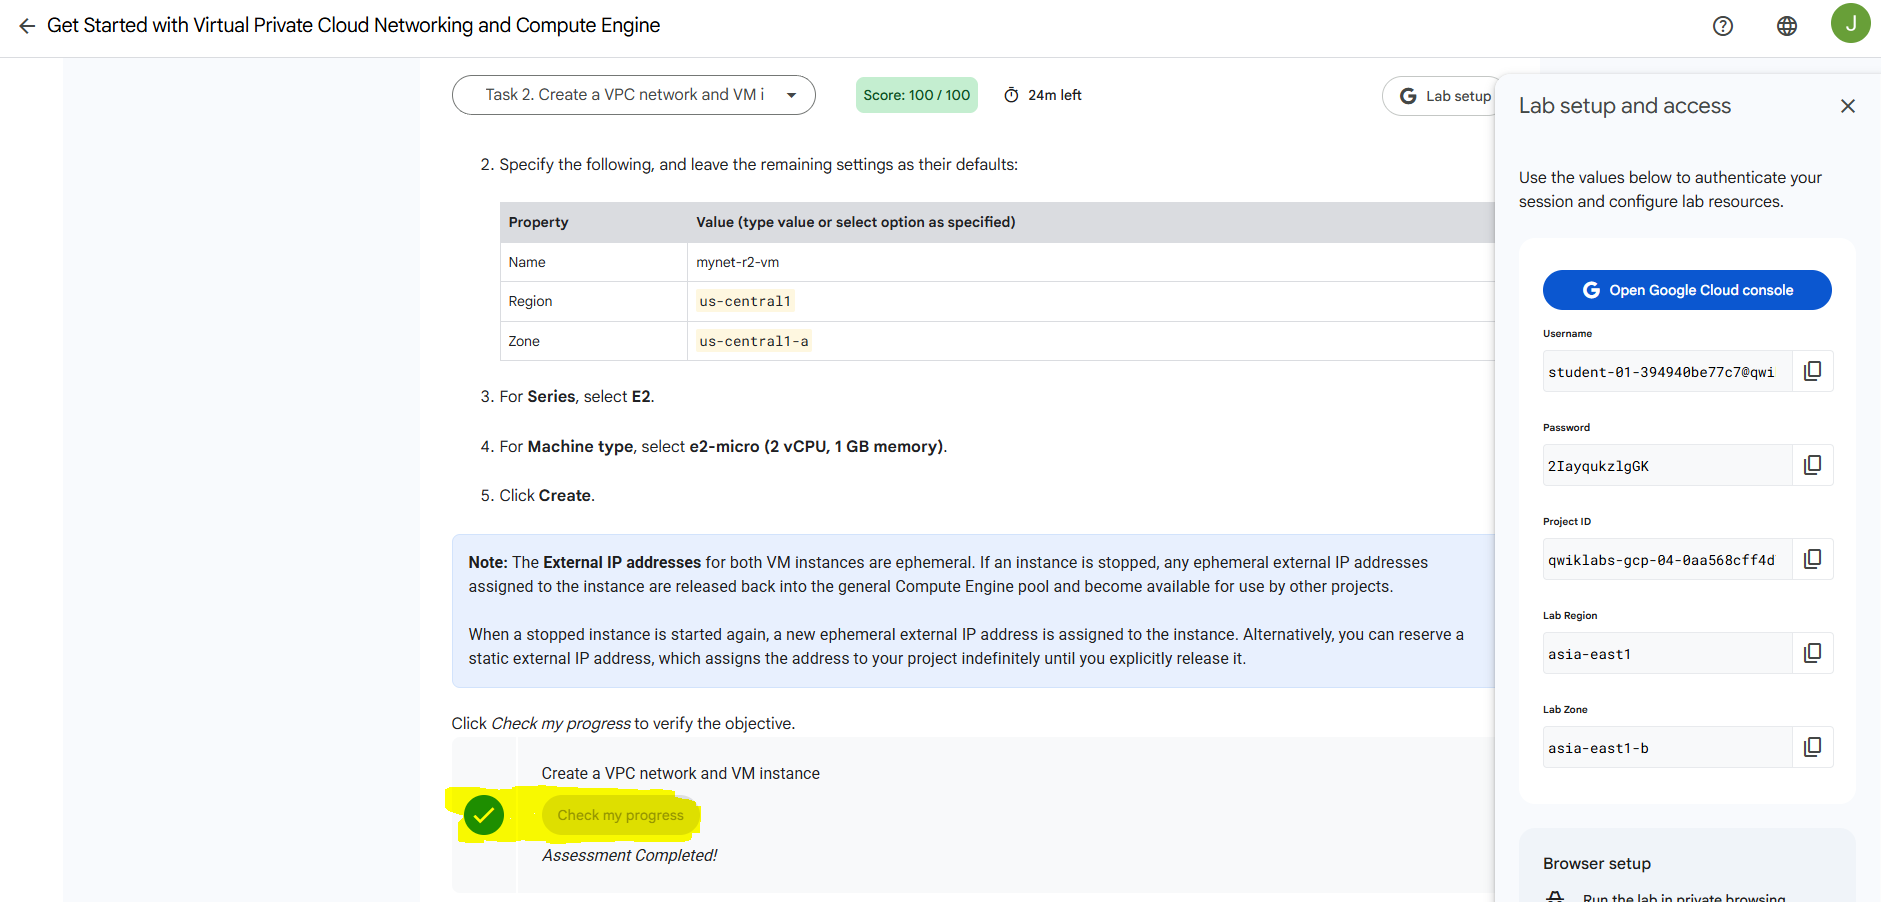 Get Started with Virtual Private Cloud Networking and Compute Engine
J
Task 2. Create a VPC network and VM i
Score: 100 / 100
24m left
Lab setup
2. Specify the following, and leave the remaining settings as their defaults:
Property
Value (type value or select option as specified)
Name
mynet-r2-vm
Region
us-central1
Zone
us-central1-a
3. For Series, select E2.
4. For Machine type, select e2-micro (2 vCPU, 1 GB memory).
5. Click Create.
Note: The External IP addresses for both VM instances are ephemeral. If an instance is stopped, any ephemeral external IP addresses
assigned to the instance are released back into the general Compute Engine pool and become available for use by other projects.
When a stopped instance is started again, a new ephemeral external IP address is assigned to the instance. Alternatively, you can reserve a
static external IP address, which assigns the address to your project indefinitely until you explicitly release it.
Click Check my progress to verify the objective.
Create a VPC network and VM instance
Check my progress
Assessment Completed!
Lab setup and access
Use the values below to authenticate your
session and configure lab resources.
Open Google Cloud console
Username
student-01-394940be77c7@qwi
Password
2IayqukzlgGK
Project ID
qwiklabs-gcp-04-0aa568cff4d
Lab Region
asia-east1
Lab Zone
asia-east1-b
Browser setup
Run the lab in private browsing